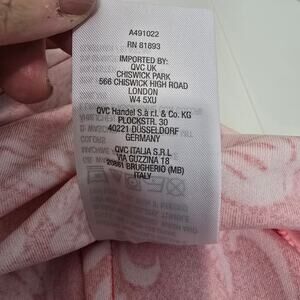 A491022
RN 81893
IMPORTED BY:
QVC UK
CHISWICK PARK
566 CHISWICK HIGH ROAD
LONDON
W4 5XU
QVC Handel S.à r.l. & Co. KG
PLOCKSTR. 30
40221 DÜSSELDORF
GERMANY
QVC ITALIA S.R.L
VIA GUZZINA 18
20861 BRUGHERIO (MB)
ITALY